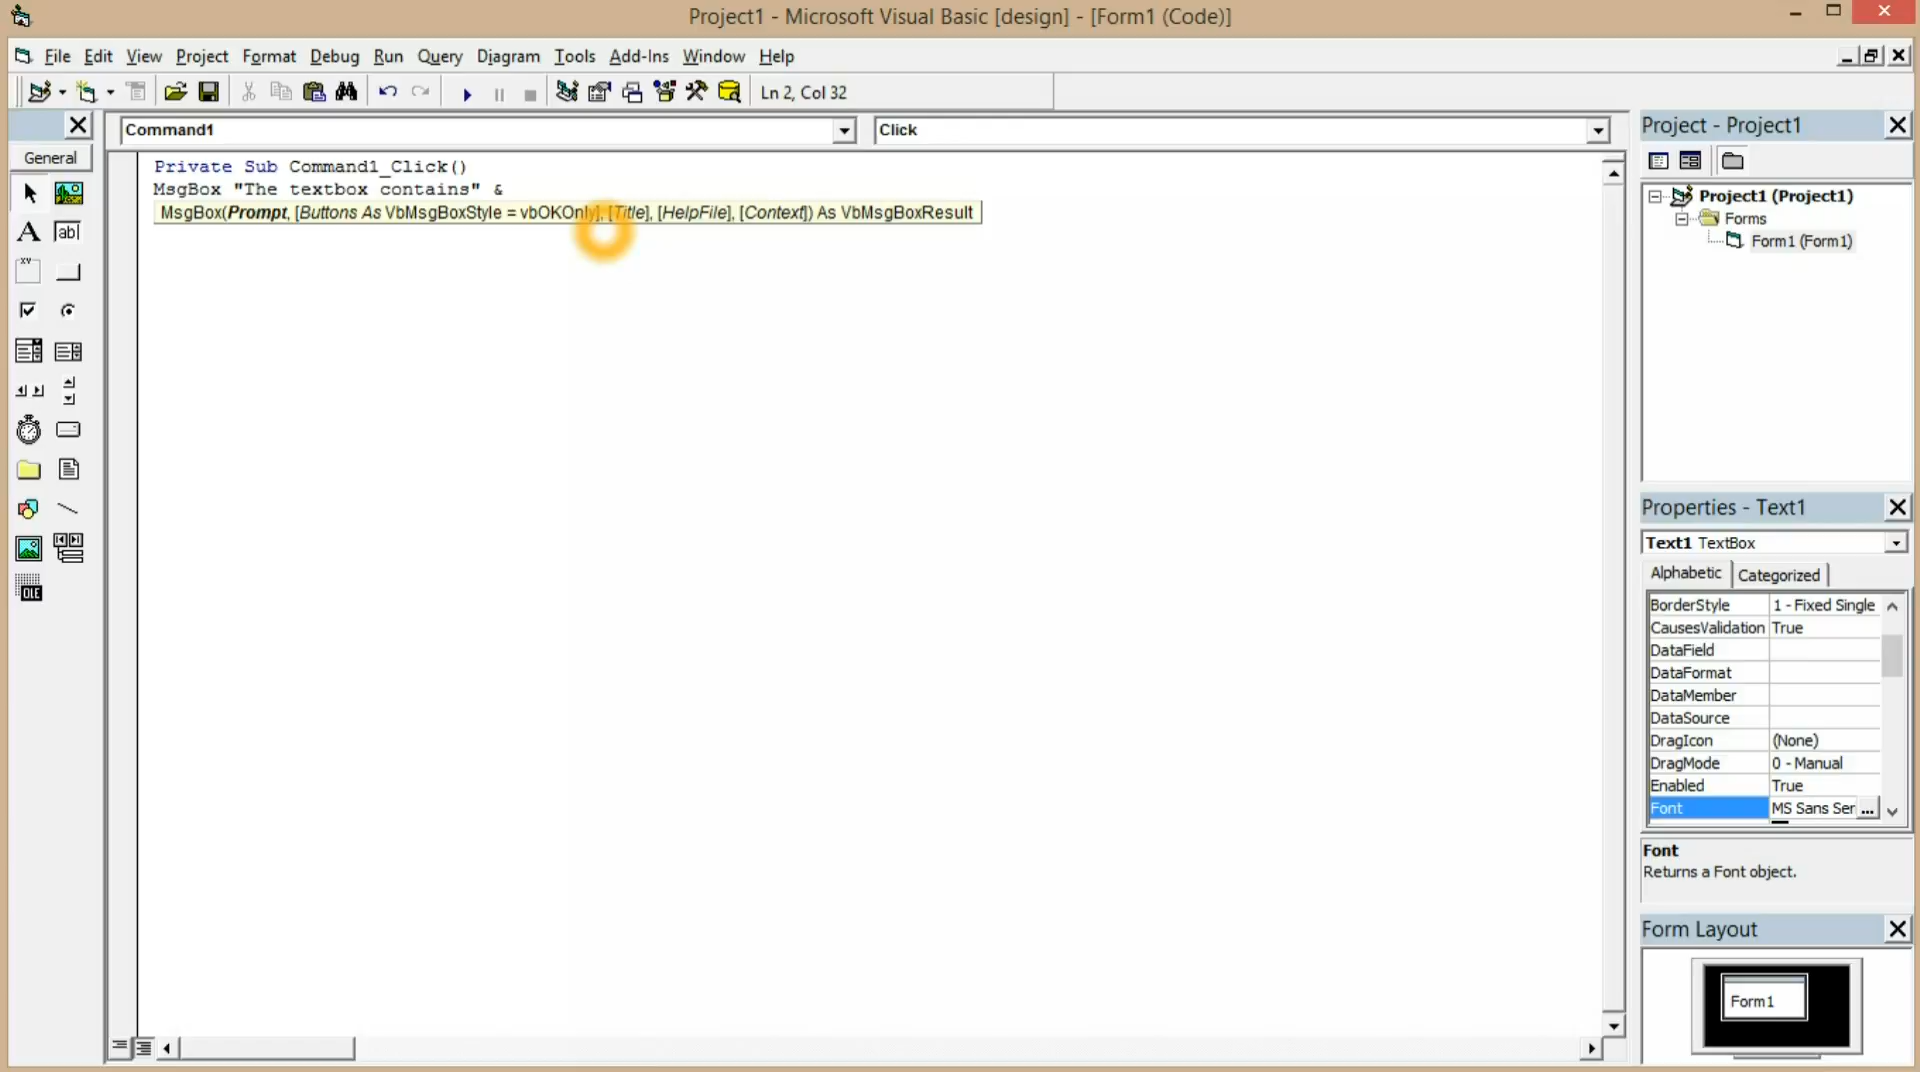 Project1 - Microsoft Visual Basic [design] - [Form1 (Code)]
File Edit View Project Format Debug Run Query Diagram Tools Add-Ins Window Help
Ln 2, Col 32
General
Command1
Click
Private Sub Command1_Click()
MsgBox "The textbox contains" &
MsgBox(Prompt, [Buttons As VbMsgBoxStyle = vbOKOnly], [Title], [HelpFile], [Context]) As VbMsgBoxResult
A
ab
XY
OLE
Project - Project1
Project1 (Project1)
Forms
Form1 (Form1)
Properties - Text1
Text1 TextBox
Alphabetic Categorized
BorderStyle 1 - Fixed Single
CausesValidation True
DataField
DataFormat
DataMember
DataSource
DragIcon (None)
DragMode 0 - Manual
Enabled True
Font MS Sans Ser ...
Font
Returns a Font object.
Form Layout
Form1